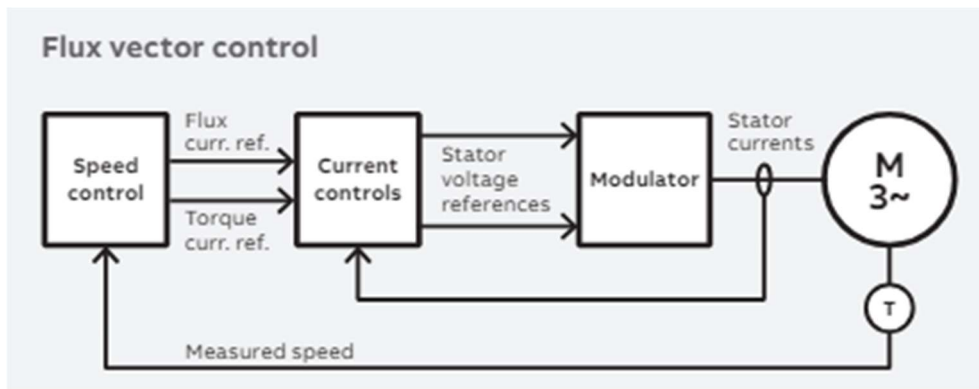 Flux vector control
Speed
control
Flux
curr. ref.
Torque
curr. ref.
Current
controls
Stator
voltage
references
Modulator
Stator
currents
M
3~
T
Measured speed